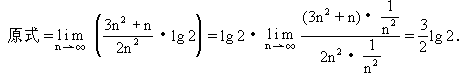 原式=lim_{n→∞} ((3n²+n)/(2n²)•lg 2)=lg 2•lim_{n→∞} ((3n²+n)•1/n²)/(2n²•1/n²)=3/2 lg 2.